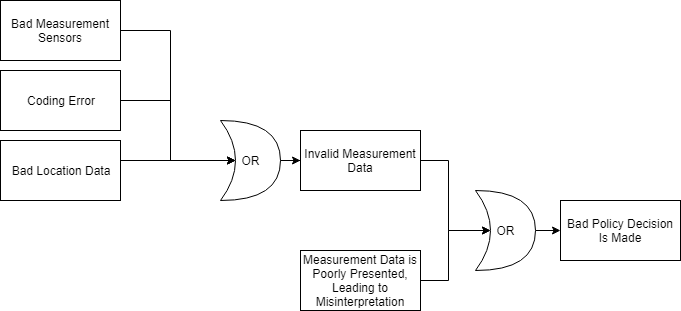 Bad Measurement
Sensors
Coding Error
Bad Location Data
OR
Invalid Measurement
Data
Measurement Data is
Poorly Presented,
Leading to
Misinterpretation
OR
Bad Policy Decision
Is Made